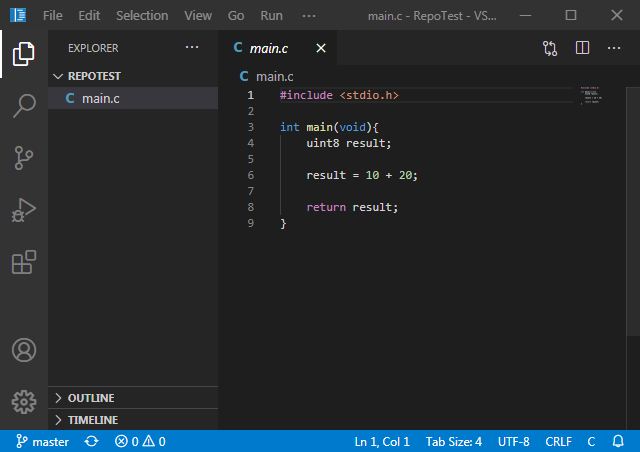 File Edit Selection View Go Run ··· main.c - RepoTest - VS...
EXPLORER ···
REPOTEST
C main.c
OUTLINE
TIMELINE
C main.c
C main.c
1 #include <stdio.h>
2
3 int main(void){
4 uint8 result;
5
6 result = 10 + 20;
7
8 return result;
9 }
master 0 0 Ln 1, Col 1 Tab Size: 4 UTF-8 CRLF C